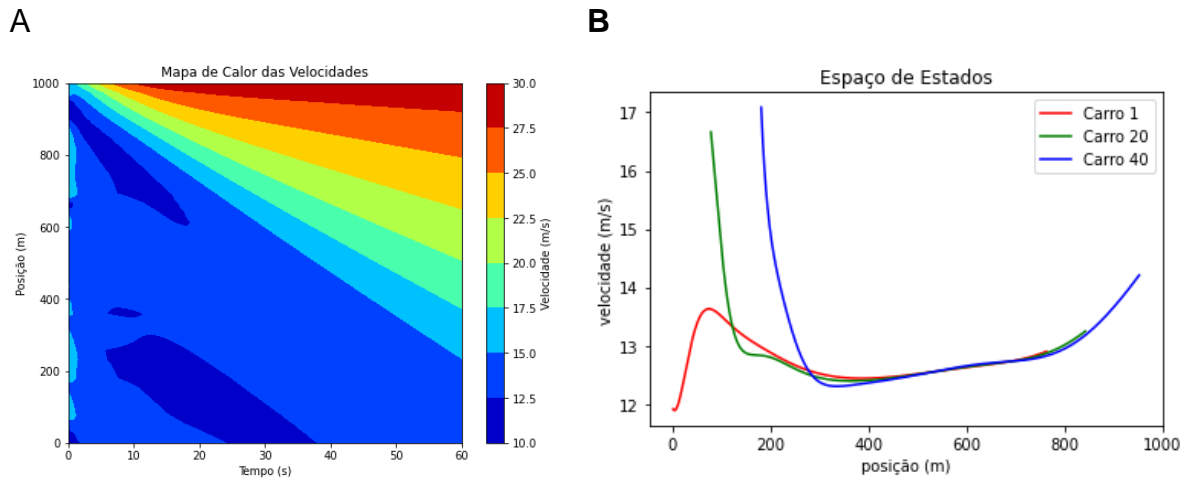 A
B
Mapa de Calor das Velocidades
1000
800
600
400
200
0
Posição (m)
0 10 20 30 40 50 60
Tempo (s)
30.0
27.5
25.0
22.5
20.0
17.5
15.0
12.5
10.0
Velocidade (m/s)
Espaço de Estados
17
16
15
14
13
12
velocidade (m/s)
Carro 1
Carro 20
Carro 40
0 200 400 600 800 1000
posição (m)